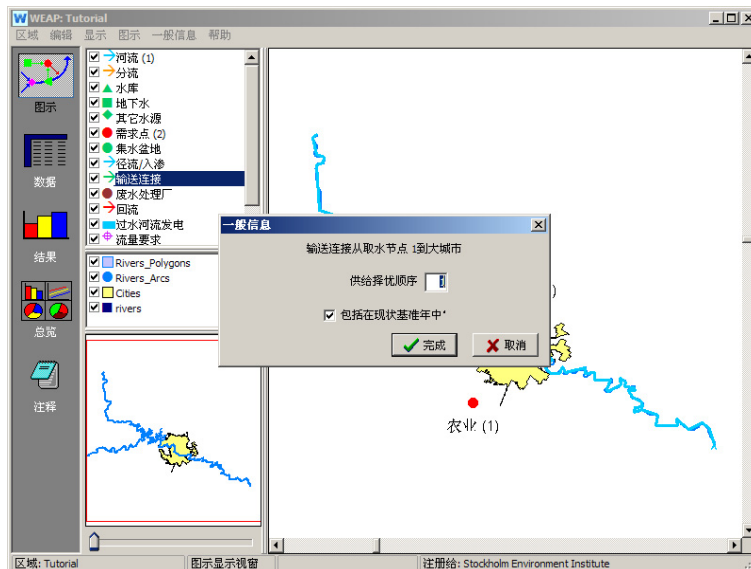 WEAP: Tutorial
区域 编辑 显示 图示 一般信息 帮助
图示
数据
结果
总览
注释
河流 (1)
分流
水库
地下水
其它水源
需求点 (2)
集水盆地
径流/入渗
输送连接
废水处理厂
回流
过水河流发电
流量要求
Rivers_Polygons
Rivers_Arcs
Cities
rivers
一般信息
输送连接从取水节点 1到大城市
供给择优顺序 1
包括在现状基准年中*
完成 取消
)
农业 (1)
区域: Tutorial 图示显示视窗 注册给: Stockholm Environment Institute